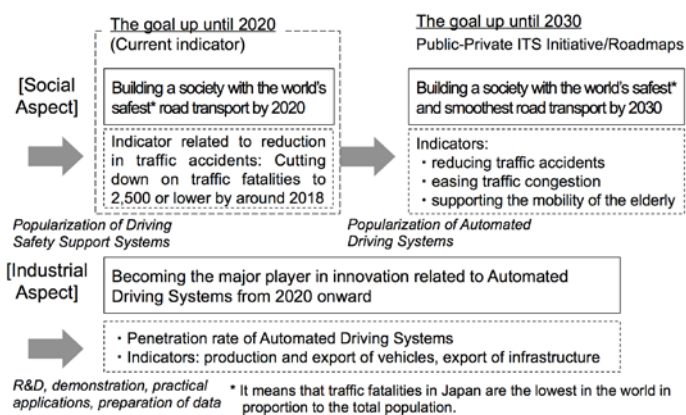 The goal up until 2020
(Current indicator)
The goal up until 2030
Public-Private ITS Initiative/Roadmaps
[Social
Aspect]
Building a society with the world's
safest* road transport by 2020
Building a society with the world's safest*
and smoothest road transport by 2030
Indicator related to reduction
in traffic accidents: Cutting
down on traffic fatalities to
2,500 or lower by around 2018
Indicators:
・reducing traffic accidents
・easing traffic congestion
・supporting the mobility of the elderly
Popularization of Driving
Safety Support Systems
Popularization of Automated
Driving Systems
[Industrial
Aspect]
Becoming the major player in innovation related to Automated
Driving Systems from 2020 onward
・Penetration rate of Automated Driving Systems
・Indicators: production and export of vehicles, export of infrastructure
R&D, demonstration, practical
applications, preparation of data
* It means that traffic fatalities in Japan are the lowest in the world in
proportion to the total population.